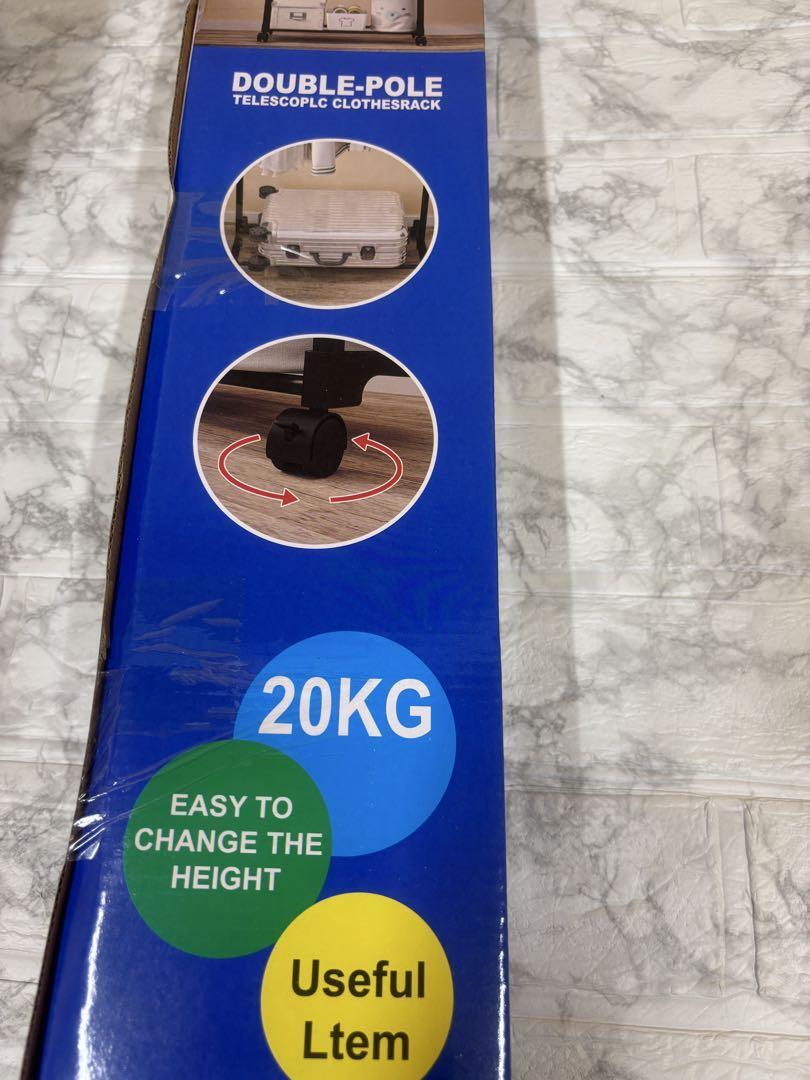 DOUBLE-POLE
TELESCOPLC CLOTHESRACK
20KG
EASY TO
CHANGE THE
HEIGHT
Useful
Ltem